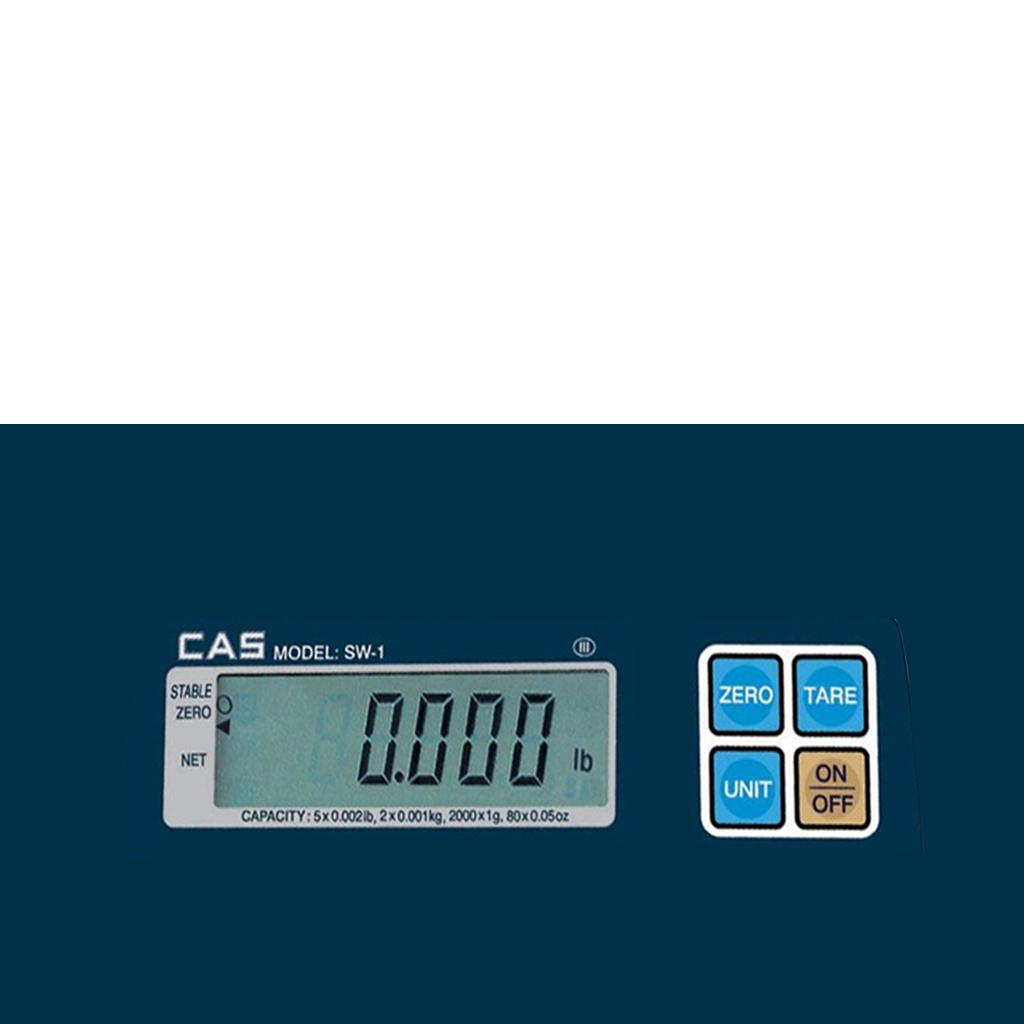 CAS MODEL: SW-1 III
STABLE
ZERO
NET
0.000 lb
CAPACITY : 5x0.002lb, 2x0.001kg, 2000x1g, 80x0.05oz
ZERO TARE
UNIT ON
OFF